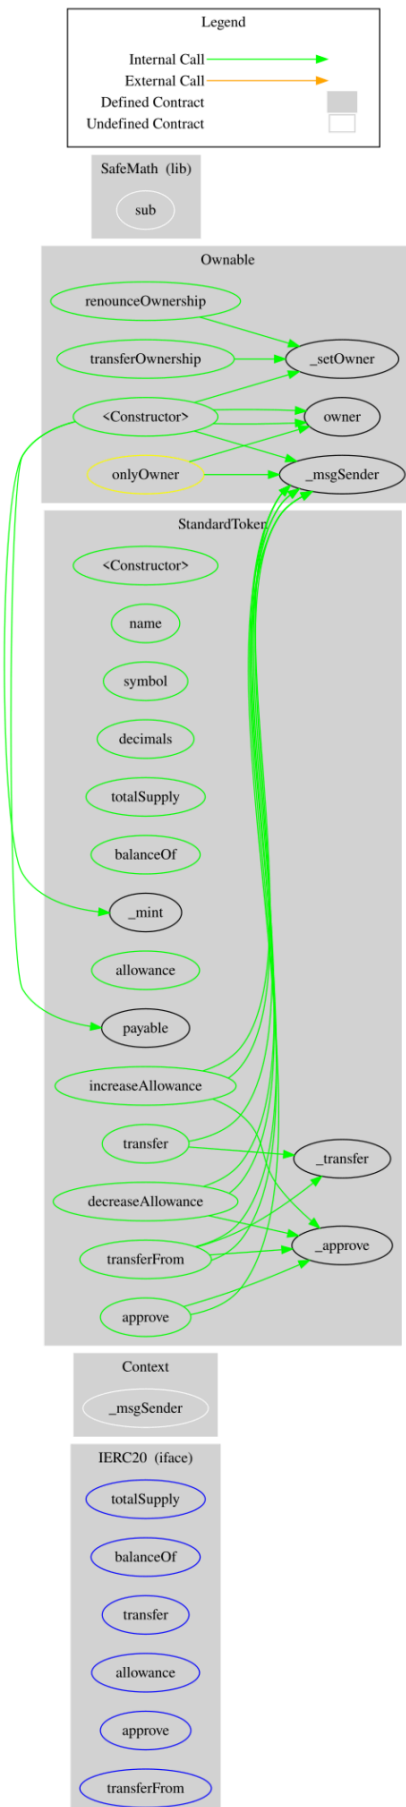 Legend
Internal Call
External Call
Defined Contract
Undefined Contract
SafeMath (lib)
sub
Ownable
renounceOwnership
_setOwner
transferOwnership
<Constructor>
owner
onlyOwner
_msgSender
StandardToken
<Constructor>
name
symbol
decimals
totalSupply
balanceOf
_mint
allowance
payable
increaseAllowance
transfer
_transfer
decreaseAllowance
_approve
transferFrom
approve
Context
_msgSender
IERC20 (iface)
totalSupply
balanceOf
transfer
allowance
approve
transferFrom